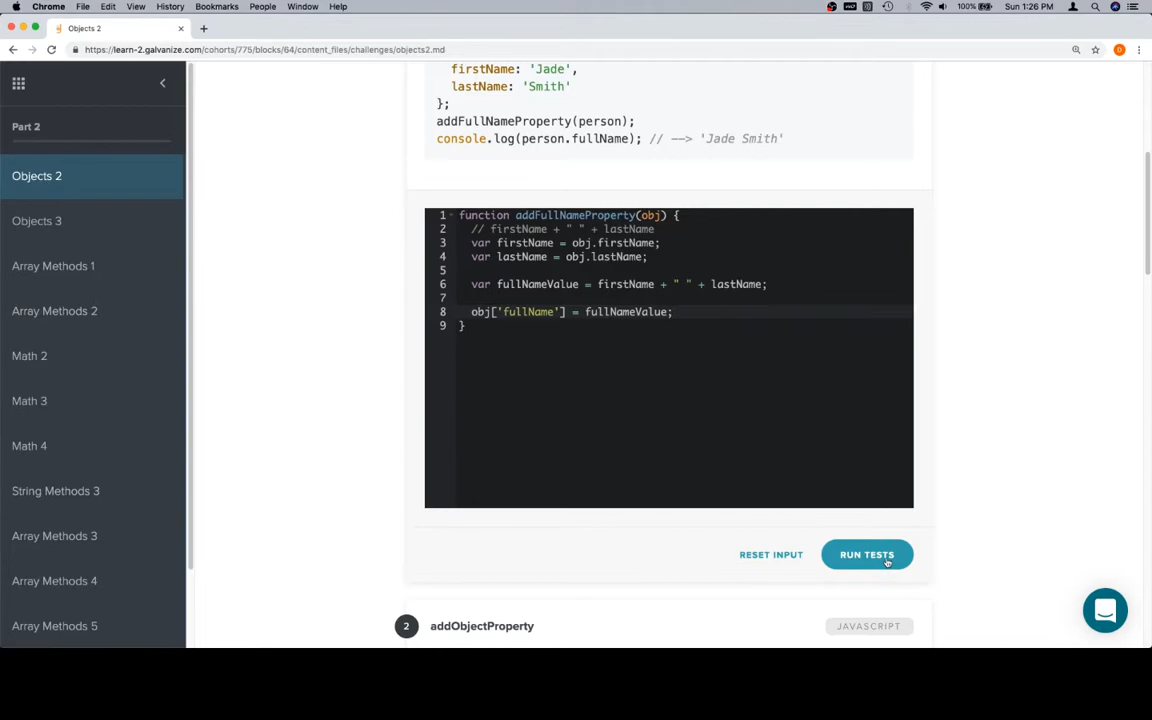 Chrome File Edit View History Bookmarks People Window Help 100% Sun 1:26 PM
Objects 2
https://learn-2.galvanize.com/cohorts/775/blocks/64/content_files/challenges/objects2.md
Part 2
Objects 2
Objects 3
Array Methods 1
Array Methods 2
Math 2
Math 3
Math 4
String Methods 3
Array Methods 3
Array Methods 4
Array Methods 5
firstName: 'Jade',
lastName: 'Smith'
};
addFullNameProperty(person);
console.log(person.fullName); // --> 'Jade Smith'
1 function addFullNameProperty(obj) {
2 // firstName + " " + lastName
3 var firstName = obj.firstName;
4 var lastName = obj.lastName;
5
6 var fullNameValue = firstName + " " + lastName;
7
8 obj['fullName'] = fullNameValue;
9 }
RESET INPUT RUN TESTS
2 addObjectProperty JAVASCRIPT